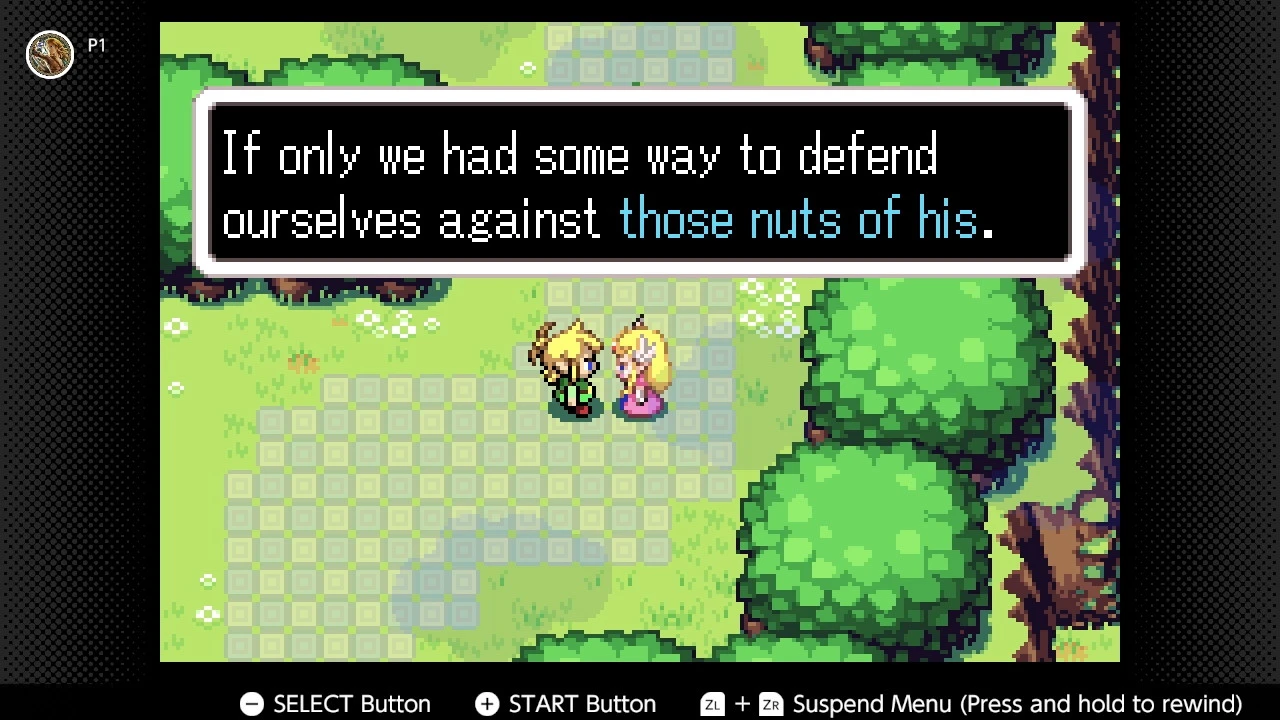 P1
If only we had some way to defend
ourselves against those nuts of his.
SELECT Button START Button ZL + ZR Suspend Menu (Press and hold to rewind)